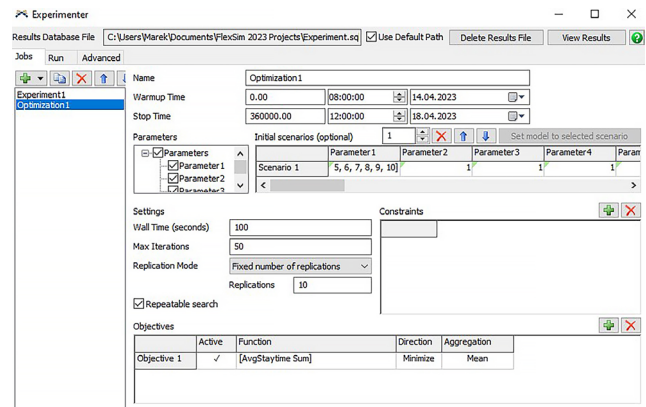 Experimenter
Results Database File C:\Users\Marek\Documents\FlexSim 2023 Projects\Experiment.sq Use Default Path Delete Results File View Results
Jobs Run Advanced
Name Optimization1
Experiment1
Optimization1
Warmup Time 0.00 08:00:00 14.04.2023
Stop Time 360000.00 12:00:00 18.04.2023
Parameters Initial scenarios (optional) 1 Set model to selected scenario
Parameters
Parameter1
Parameter2
Parameter3
Parameter1 Parameter2 Parameter3 Parameter4 Param
Scenario 1 5, 6, 7, 8, 9, 10] 1 1 1
Settings Constraints
Wall Time (seconds) 100
Max Iterations 50
Replication Mode Fixed number of replications
Replications 10
Repeatable search
Objectives
Active Function Direction Aggregation
Objective 1 ✓ [AvgStaytime Sum] Minimize Mean